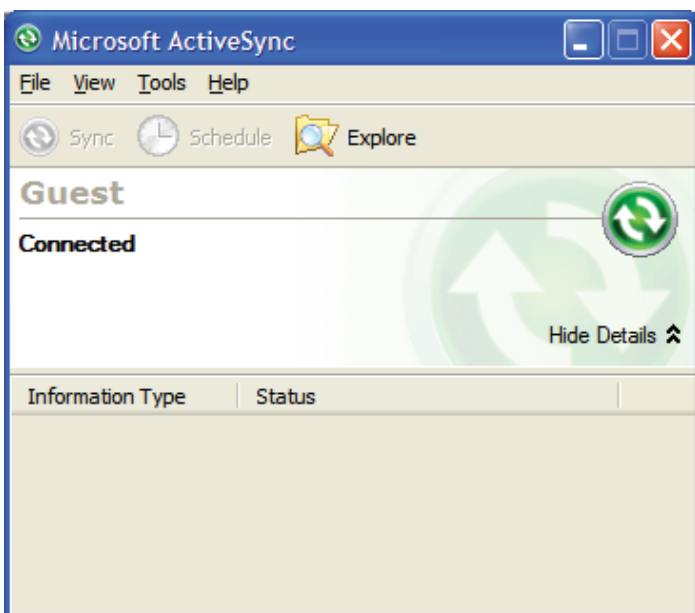 Microsoft ActiveSync
File View Tools Help
Sync Schedule Explore
Guest
Connected
Hide Details
Information Type Status